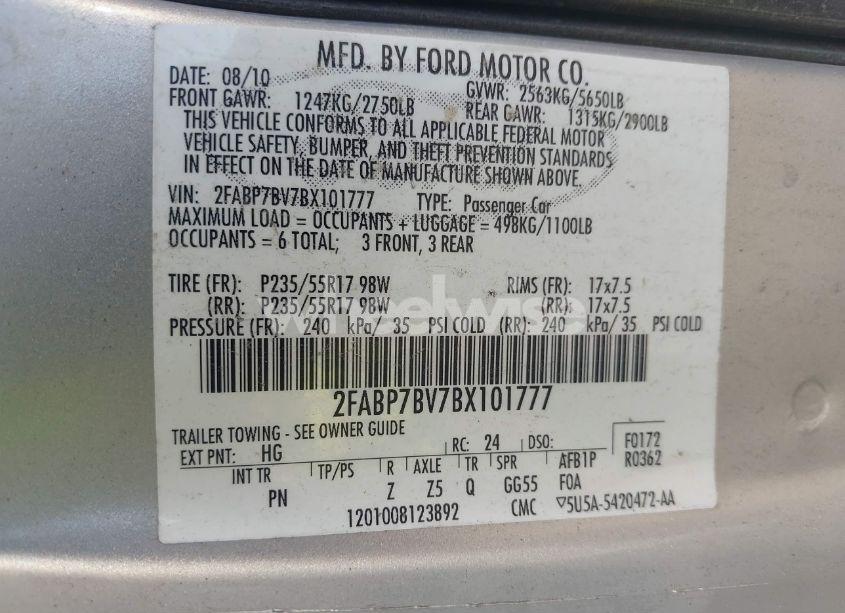 MFD. BY FORD MOTOR CO.
DATE: 08/10 GVWR: 2563KG/5650LB
FRONT GAWR: 1247KG/2750LB REAR GAWR: 1315KG/2900LB
THIS VEHICLE CONFORMS TO ALL APPLICABLE FEDERAL MOTOR
VEHICLE SAFETY, BUMPER, AND THEFT PREVENTION STANDARDS
IN EFFECT ON THE DATE OF MANUFACTURE SHOWN ABOVE.
VIN: 2FABP7BV7BX101777 TYPE: Passenger Car
MAXIMUM LOAD = OCCUPANTS + LUGGAGE = 498KG/1100LB
OCCUPANTS = 6 TOTAL; 3 FRONT, 3 REAR
TIRE (FR): P235/55R17 98W RIMS (FR): 17x7.5
(RR): P235/55R17 98W (RR): 17x7.5
wheelwise
PRESSURE (FR): 240 kPa/ 35 PSI COLD (RR): 240 kPa/ 35 PSI COLD
2FABP7BV7BX101777
TRAILER TOWING - SEE OWNER GUIDE
EXT PNT: HG RC: 24 DSO: F0172
R0362
INT TR TP/PS R AXLE TR SPR AFB1P
PN Z Z5 Q GG55 FOA
1201008123892 CMC ▽5U5A-5420472-AA